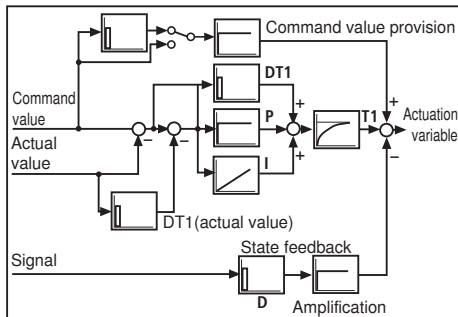 Command value provision
DT1
Command
value
+
+
P
T1
Actuation
variable
Actual
value
−
−
−
I
+
DT1(actual value)
State feedback
Signal
D
Amplification